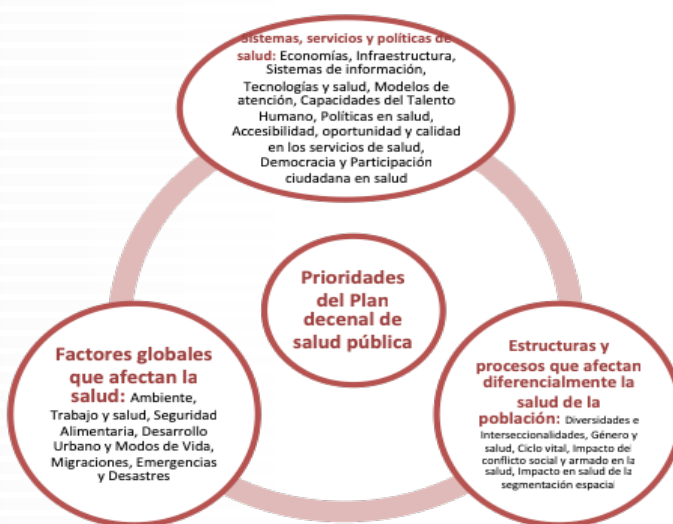 Sistemas, servicios y políticas de
salud: Economías, Infraestructura,
Sistemas de información,
Tecnologías y salud, Modelos de
atención, Capacidades del Talento
Humano, Políticas en salud,
Accesibilidad, oportunidad y calidad
en los servicios de salud,
Democracia y Participación
ciudadana en salud
Prioridades
del Plan
decenal de
salud pública
Factores globales
que afectan la
salud: Ambiente,
Trabajo y salud, Seguridad
Alimentaria, Desarrollo
Urbano y Modos de Vida,
Migraciones, Emergencias
y Desastres
Estructuras y
procesos que afectan
diferencialmente la
salud de la
población: Diversidades e
Interseccionalidades, Género y
salud, Ciclo vital, Impacto del
conflicto social y armado en la
salud, Impacto en salud de la
segmentación espacial